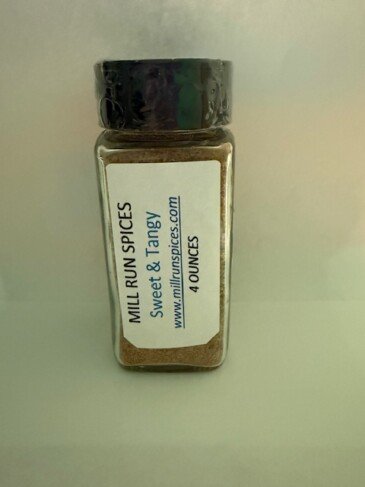 MILL RUN SPICES
Sweet & Tangy
www.millrunspices.com
4 OUNCES